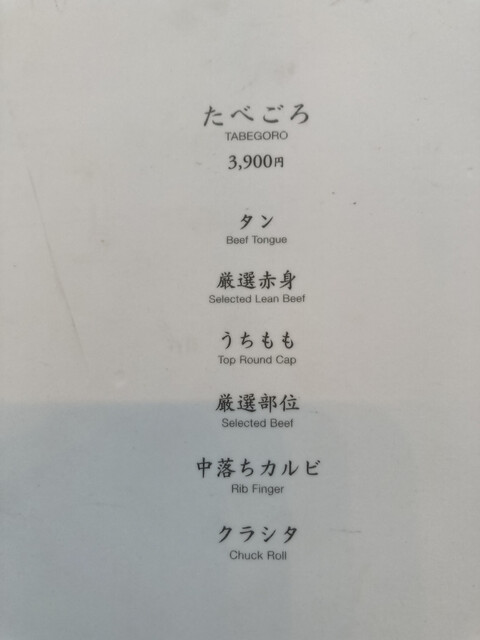 たべごろ
TABEGORO
3,900円
タン
Beef Tongue
厳選赤身
Selected Lean Beef
うちもも
Top Round Cap
厳選部位
Selected Beef
中落ちカルビ
Rib Finger
クラシタ
Chuck Roll